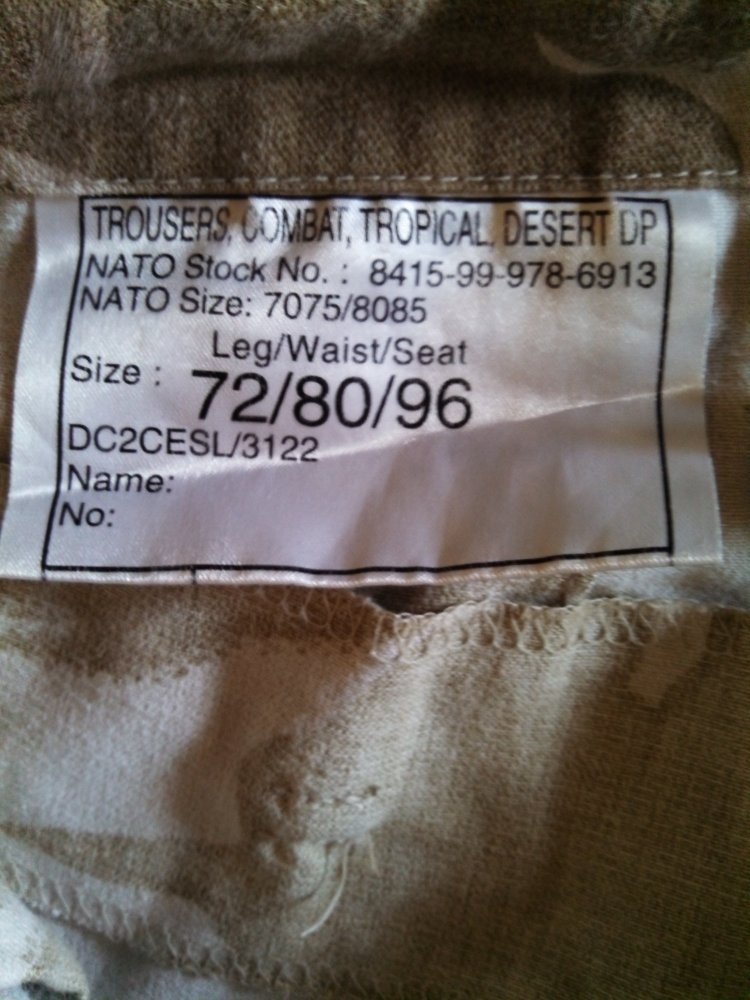 TROUSERS, COMBAT, TROPICAL, DESERT DP
NATO Stock No. : 8415-99-978-6913
NATO Size: 7075/8085
Leg/Waist/Seat
Size : 72/80/96
DC2CESL/3122
Name:
No: